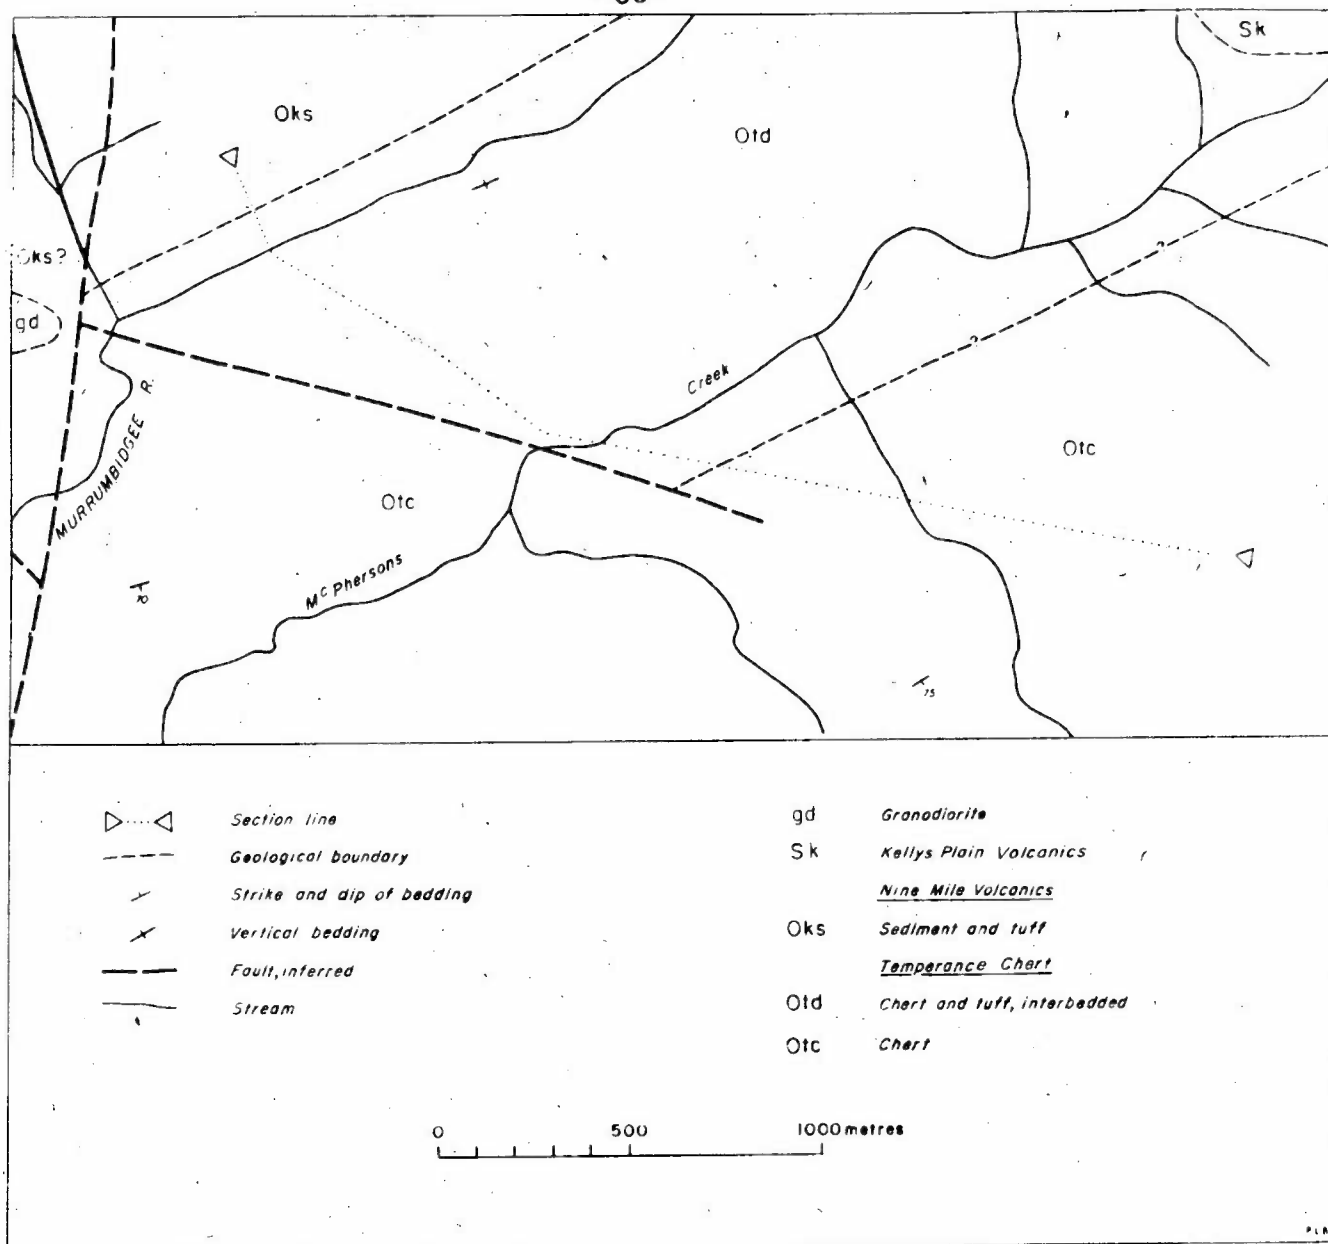 Sk
Oks
Otd
Oks?
gd
MURRUMBIDGEE R.
Creek
?
?
Otc
Otc
McPhersons
70
75
Section line
Geological boundary
Strike and dip of bedding
Vertical bedding
Fault, inferred
Stream
gd Granodiorite
Sk Kellys Plain Volcanics
Nine Mile Volcanics
Oks Sediment and tuff
Temperance Chert
Otd Chert and tuff, interbedded
Otc Chert
0 500 1000 metres